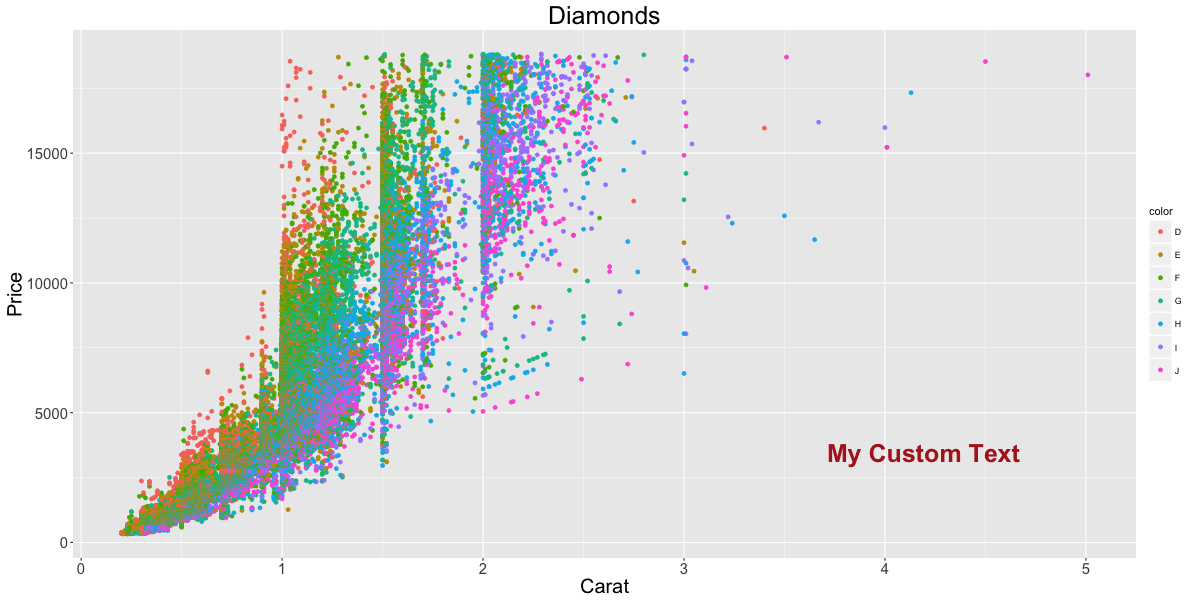 Diamonds
Price
15000
10000
5000
0
My Custom Text
0 1 2 3 4 5
Carat
color
D
E
F
G
H
I
J